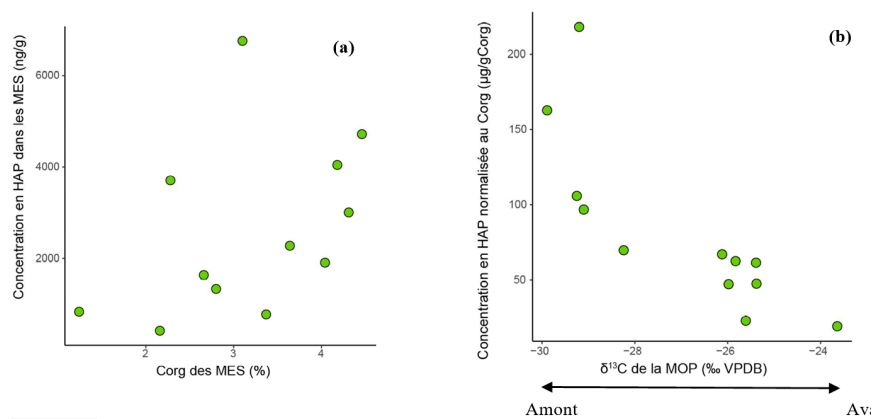 (a)
Concentration en HAP dans les MES (ng/g)
6000
4000
2000
2
3
4
Corg des MES (%)
(b)
Concentration en HAP normalisée au Corg (µg/gCorg)
200
150
100
50
−30
−28
−26
−24
δ¹³C de la MOP (‰ VPDB)
Amont
Ava